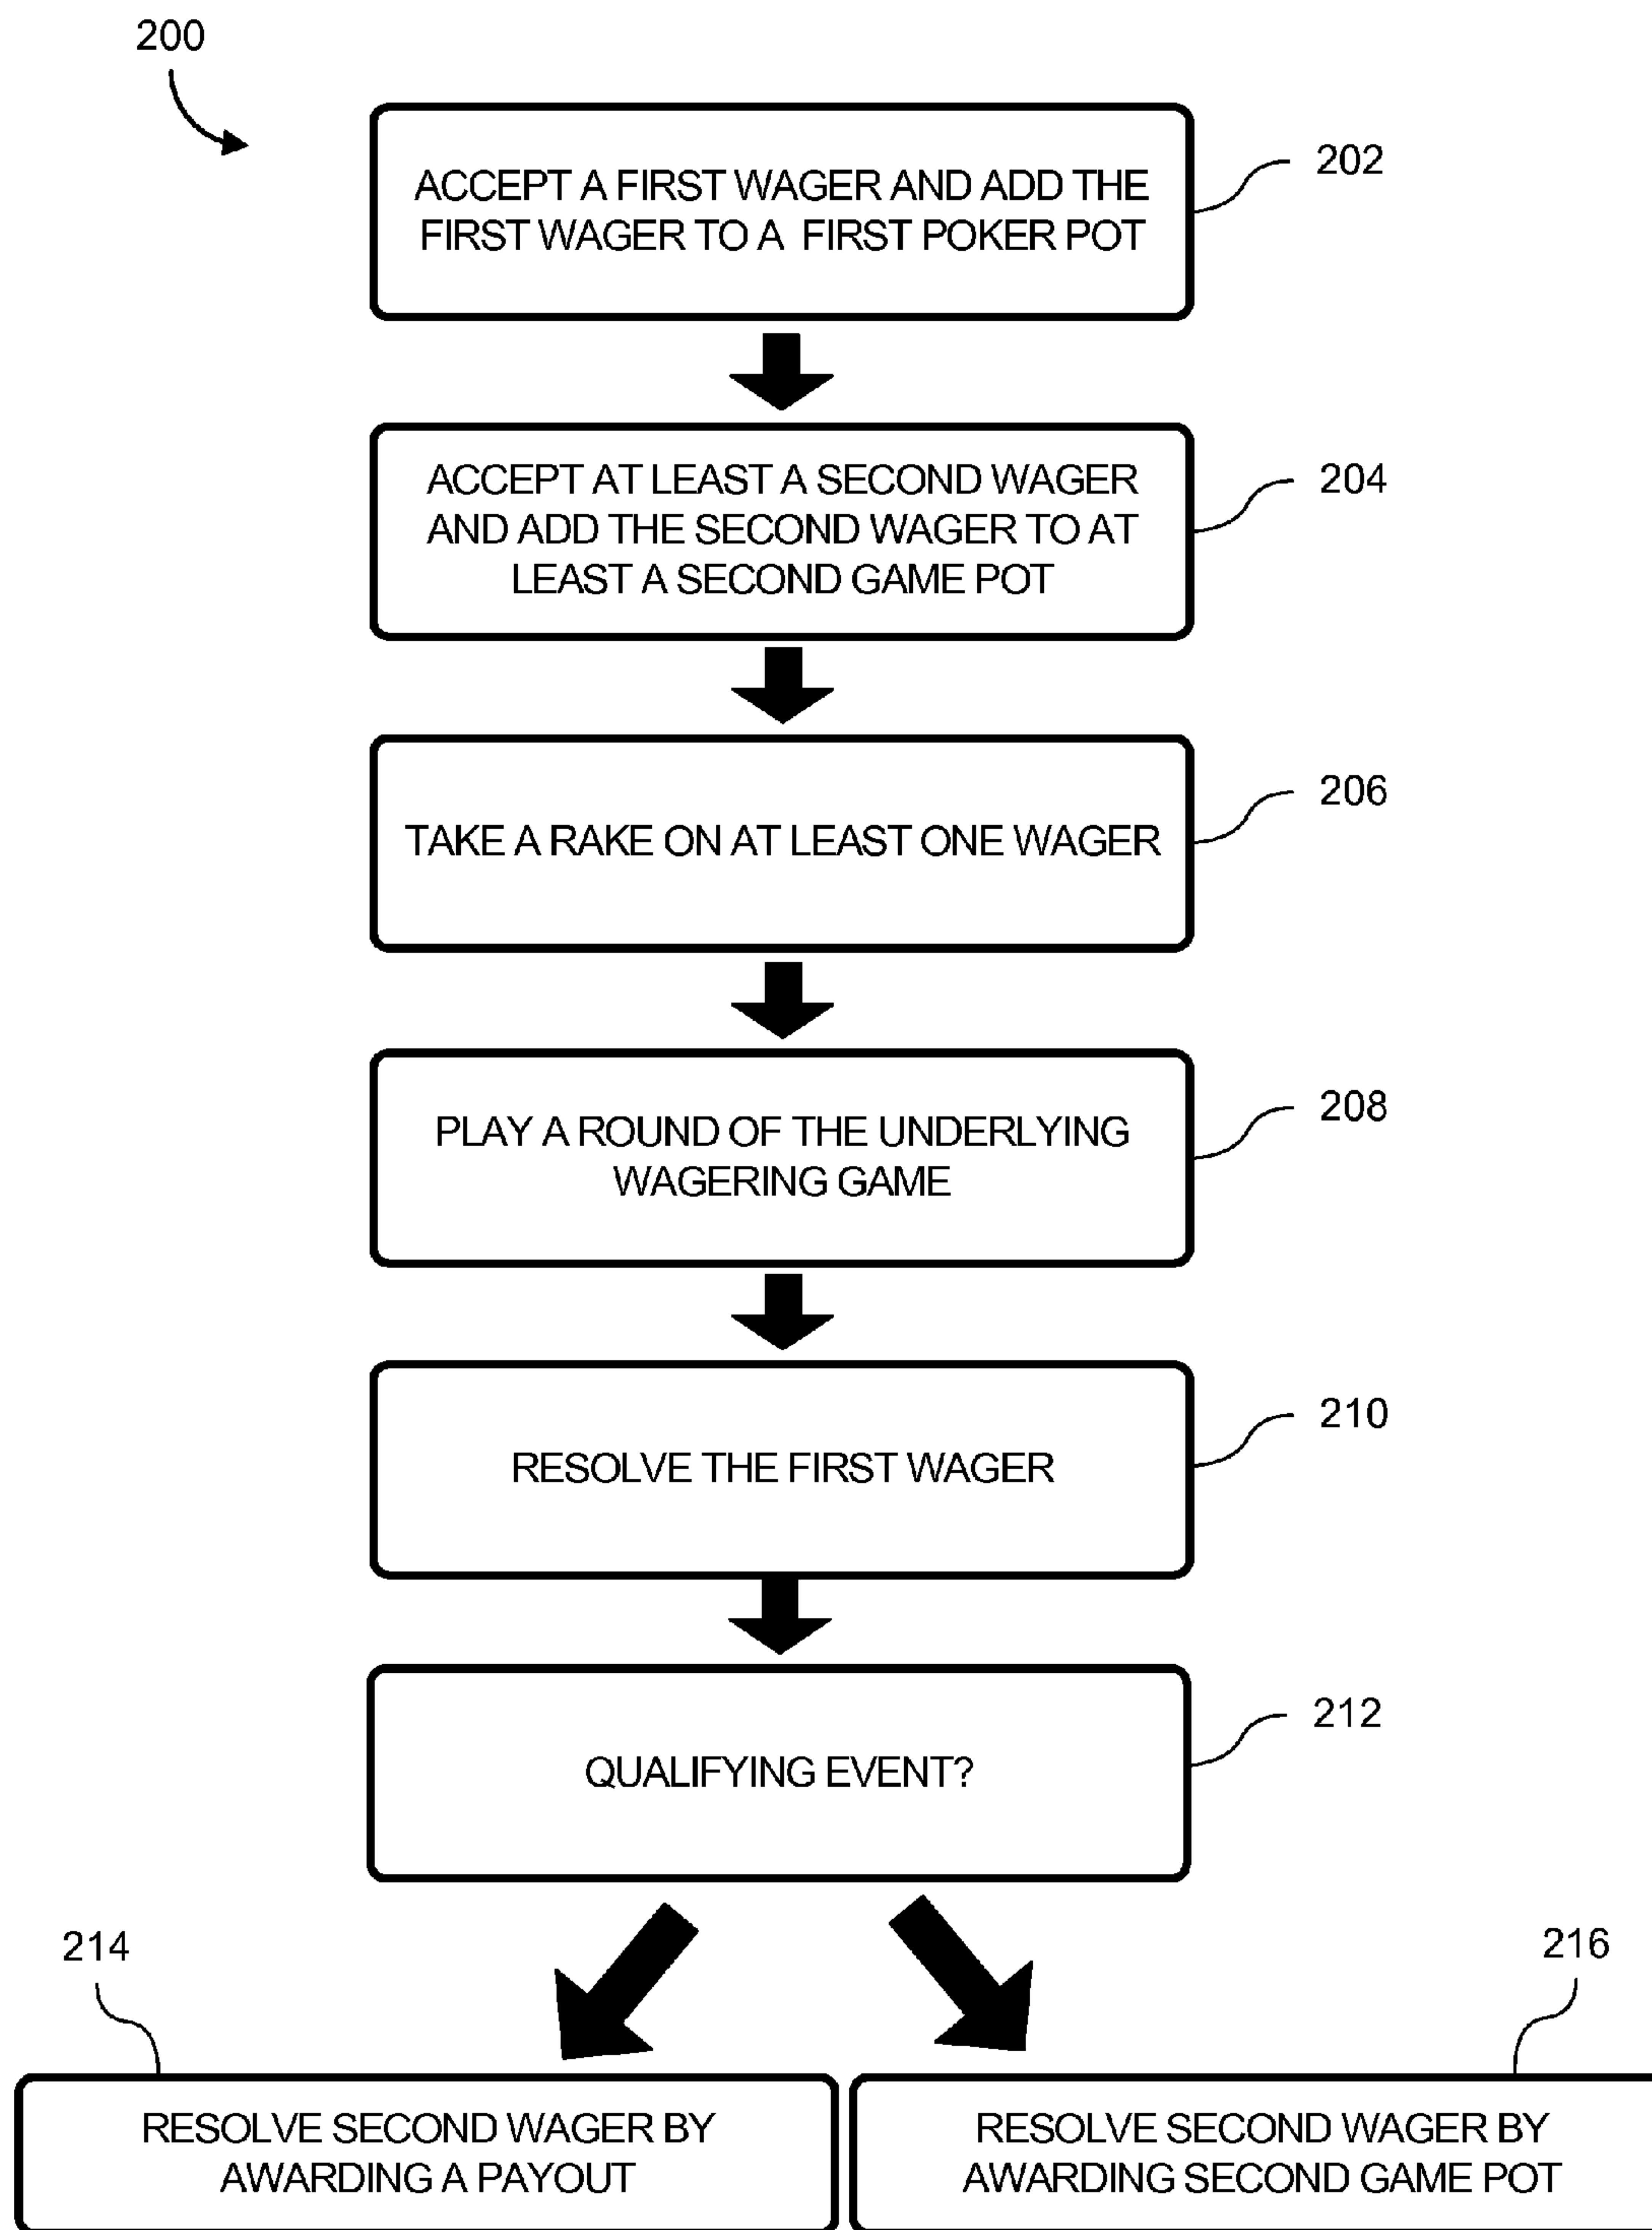 200
ACCEPT A FIRST WAGER AND ADD THE
FIRST WAGER TO A FIRST POKER POT
202
ACCEPT AT LEAST A SECOND WAGER
AND ADD THE SECOND WAGER TO AT
LEAST A SECOND GAME POT
204
TAKE A RAKE ON AT LEAST ONE WAGER
206
PLAY A ROUND OF THE UNDERLYING
WAGERING GAME
208
RESOLVE THE FIRST WAGER
210
QUALIFYING EVENT?
212
214
RESOLVE SECOND WAGER BY
AWARDING A PAYOUT
216
RESOLVE SECOND WAGER BY
AWARDING SECOND GAME POT